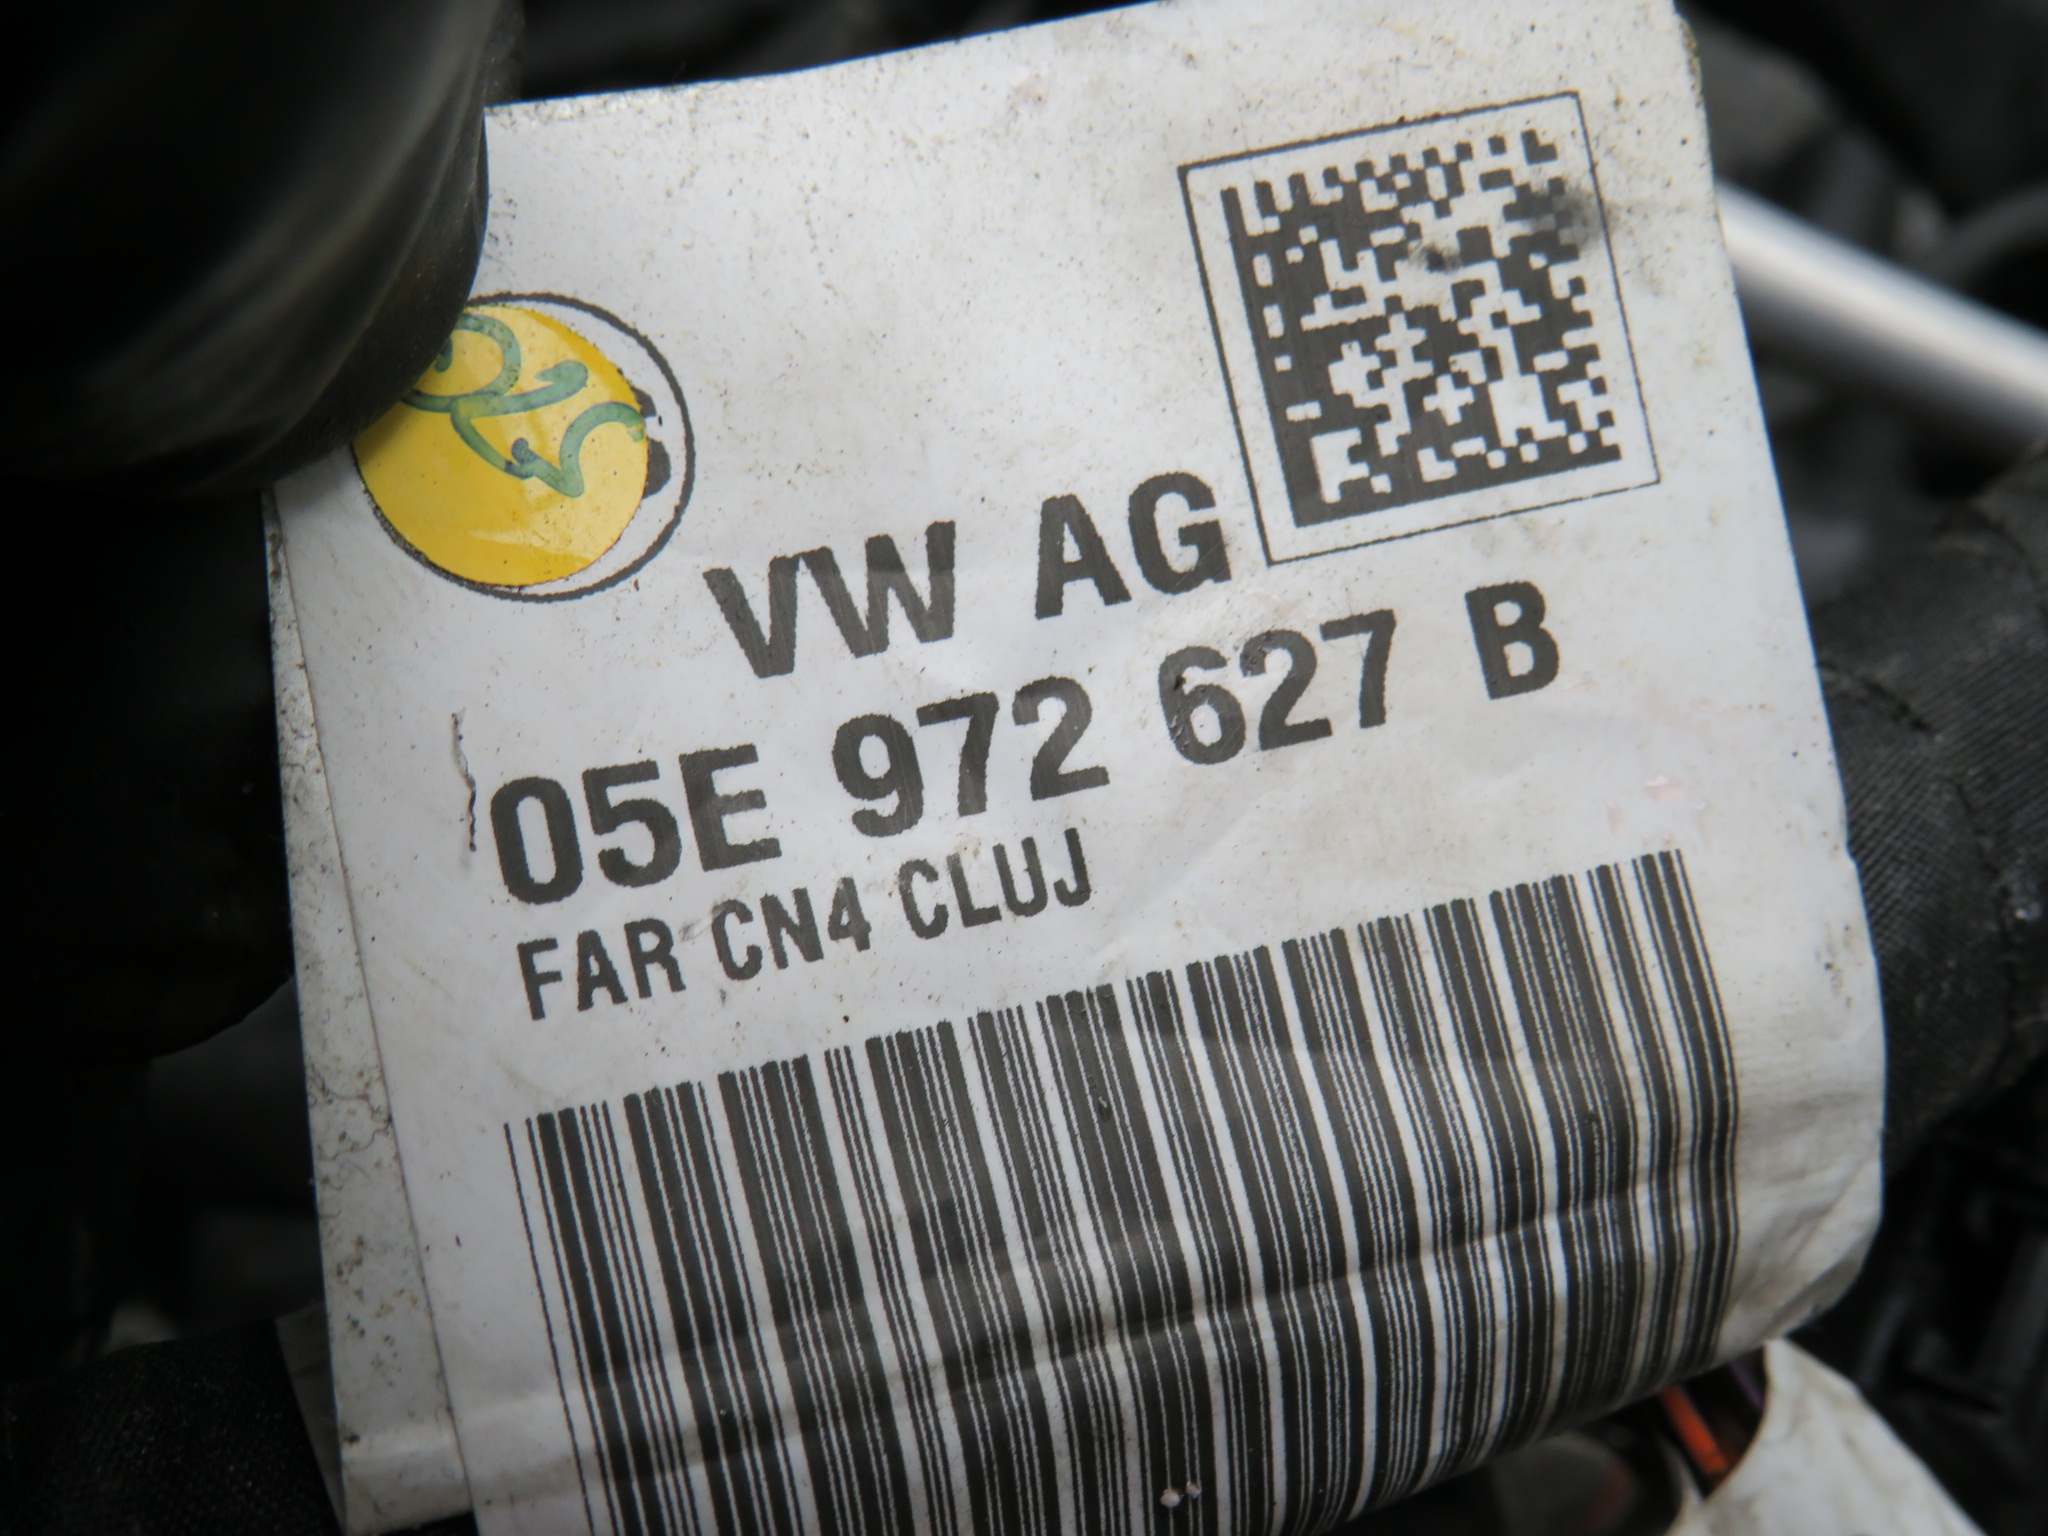 VW AG
05E 972 627 B
FAR CN4 CLUJ